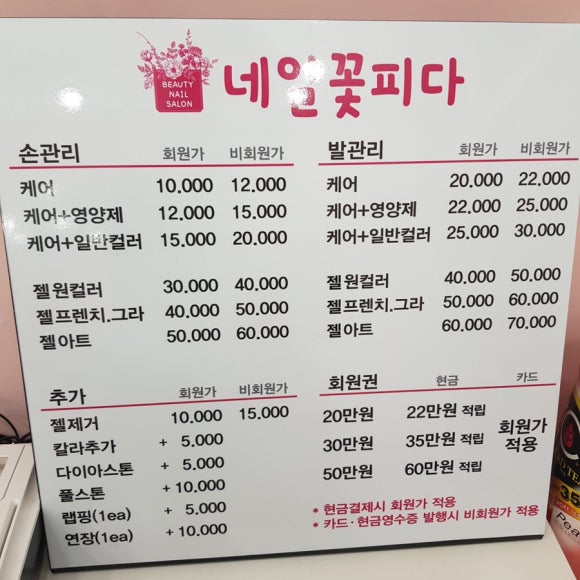 BEAUTY
NAIL
SALON
네일꽃피다
손관리 회원가 비회원가
케어 10.000 12.000
케어+영양제 12.000 15.000
케어+일반컬러 15.000 20.000
젤원컬러 30.000 40.000
젤프렌치.그라 40.000 50.000
젤아트 50.000 60.000
발관리 회원가 비회원가
케어 20.000 22.000
케어+영양제 22.000 25.000
케어+일반컬러 25.000 30.000
젤원컬러 40.000 50.000
젤프렌치.그라 50.000 60.000
젤아트 60.000 70.000
추가 회원가 비회원가
젤제거 10.000 15.000
칼라추가 + 5.000
다이아스톤 + 5.000
풀스톤 +10.000
랩핑(1ea) + 5.000
연장(1ea) +10.000
회원권 현금 카드
20만원 22만원 적립
30만원 35만원 적립
50만원 60만원 적립
회원가
적용
* 현금결제시 회원가 적용
* 카드·현금영수증 발행시 비회원가 적용